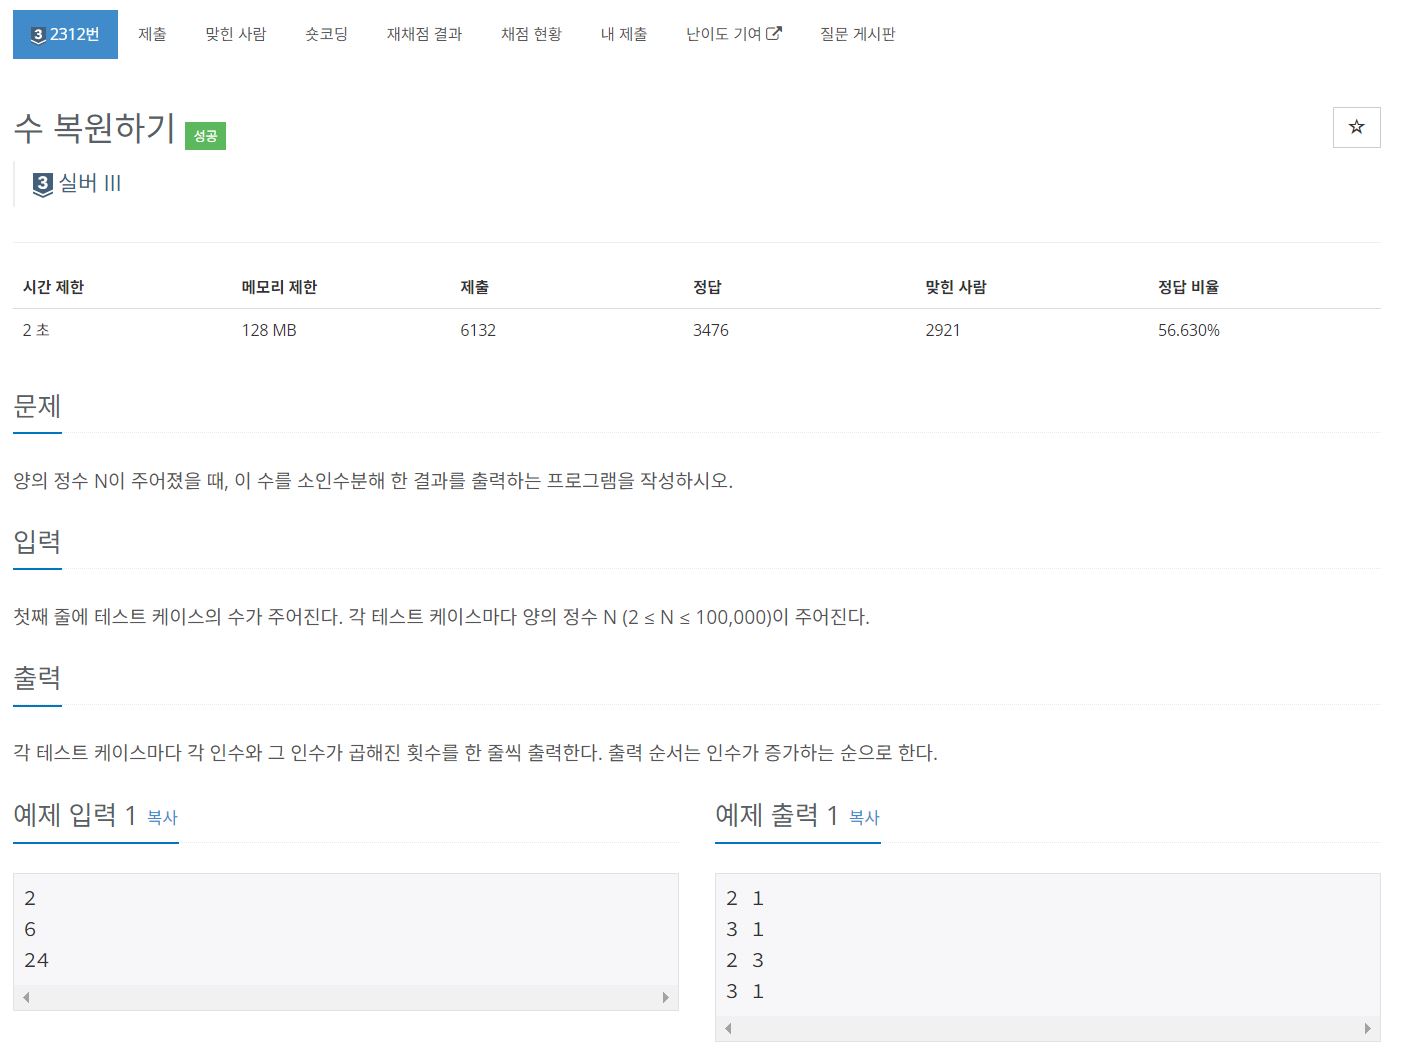 3 2312번 제출 맞힌 사람 숏코딩 재채점 결과 채점 현황 내 제출 난이도 기여 질문 게시판
수 복원하기 성공
3 실버 III
시간 제한 메모리 제한 제출 정답 맞힌 사람 정답 비율
2 초 128 MB 6132 3476 2921 56.630%
문제
양의 정수 N이 주어졌을 때, 이 수를 소인수분해 한 결과를 출력하는 프로그램을 작성하시오.
입력
첫째 줄에 테스트 케이스의 수가 주어진다. 각 테스트 케이스마다 양의 정수 N (2 ≤ N ≤ 100,000)이 주어진다.
출력
각 테스트 케이스마다 각 인수와 그 인수가 곱해진 횟수를 한 줄씩 출력한다. 출력 순서는 인수가 증가하는 순으로 한다.
예제 입력 1 복사
2
6
24
예제 출력 1 복사
2 1
3 1
2 3
3 1